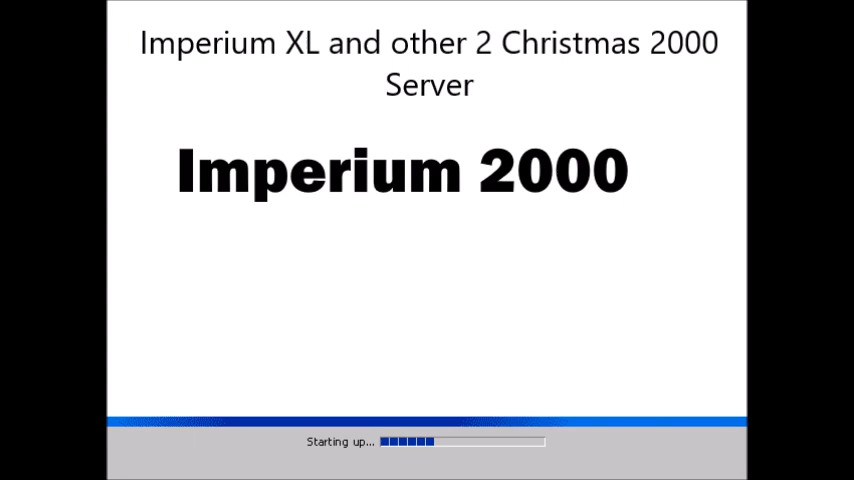 Imperium XL and other 2 Christmas 2000
Server
Imperium 2000
Starting up...